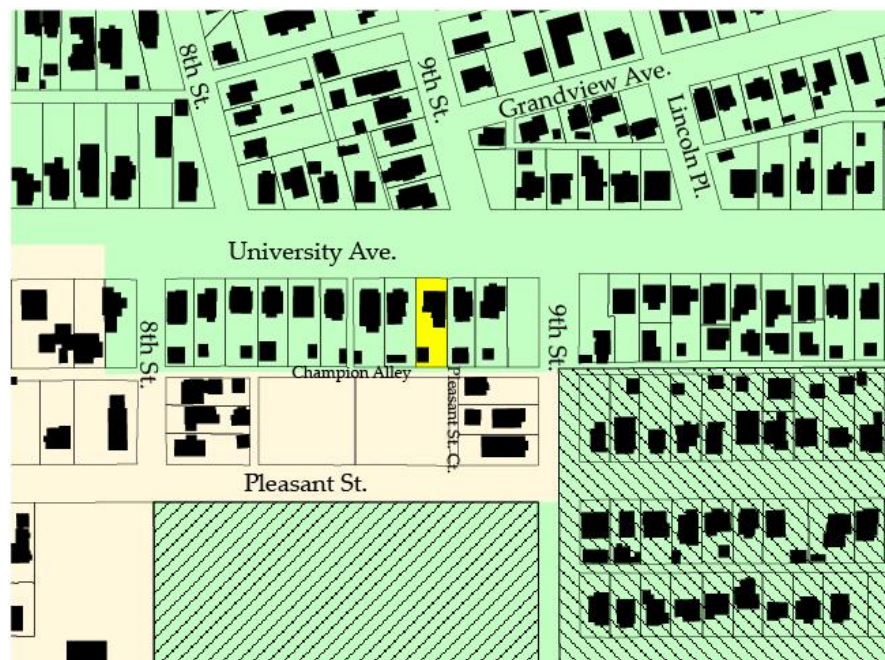 8th St.
9th St.
Grandview Ave.
Lincoln Pl.
University Ave.
8th St.
9th St.
Champion Alley
Pleasant St. Ct.
Pleasant St.